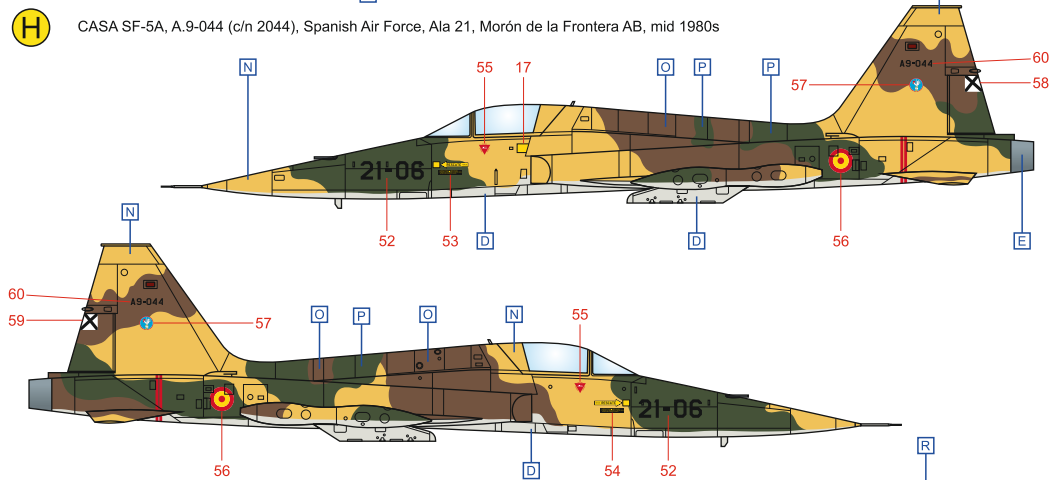 H CASA SF-5A, A.9-044 (c/n 2044), Spanish Air Force, Ala 21, Morón de la Frontera AB, mid 1980s
N 55 17 O P P 57 A9-044 60
58
21-06
52 53 D D 56 E
N
60 A9-044
59 57 O P O N 55
21-06
56 D 54 52 R